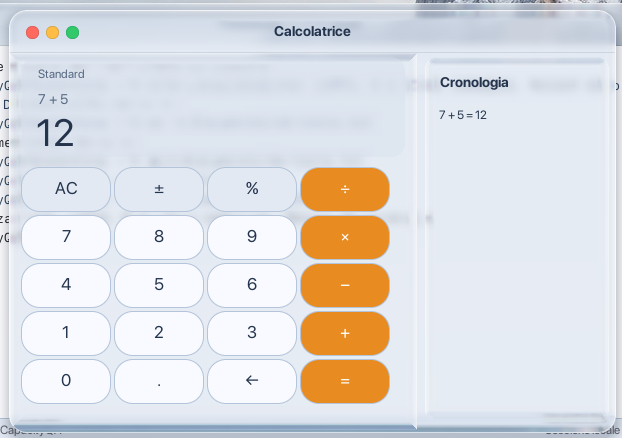 Calcolatrice
Standard
7 + 5
12
Cronologia
7 + 5 = 12
AC ± % ÷
7 8 9 ×
4 5 6 −
1 2 3 +
0 . ← =